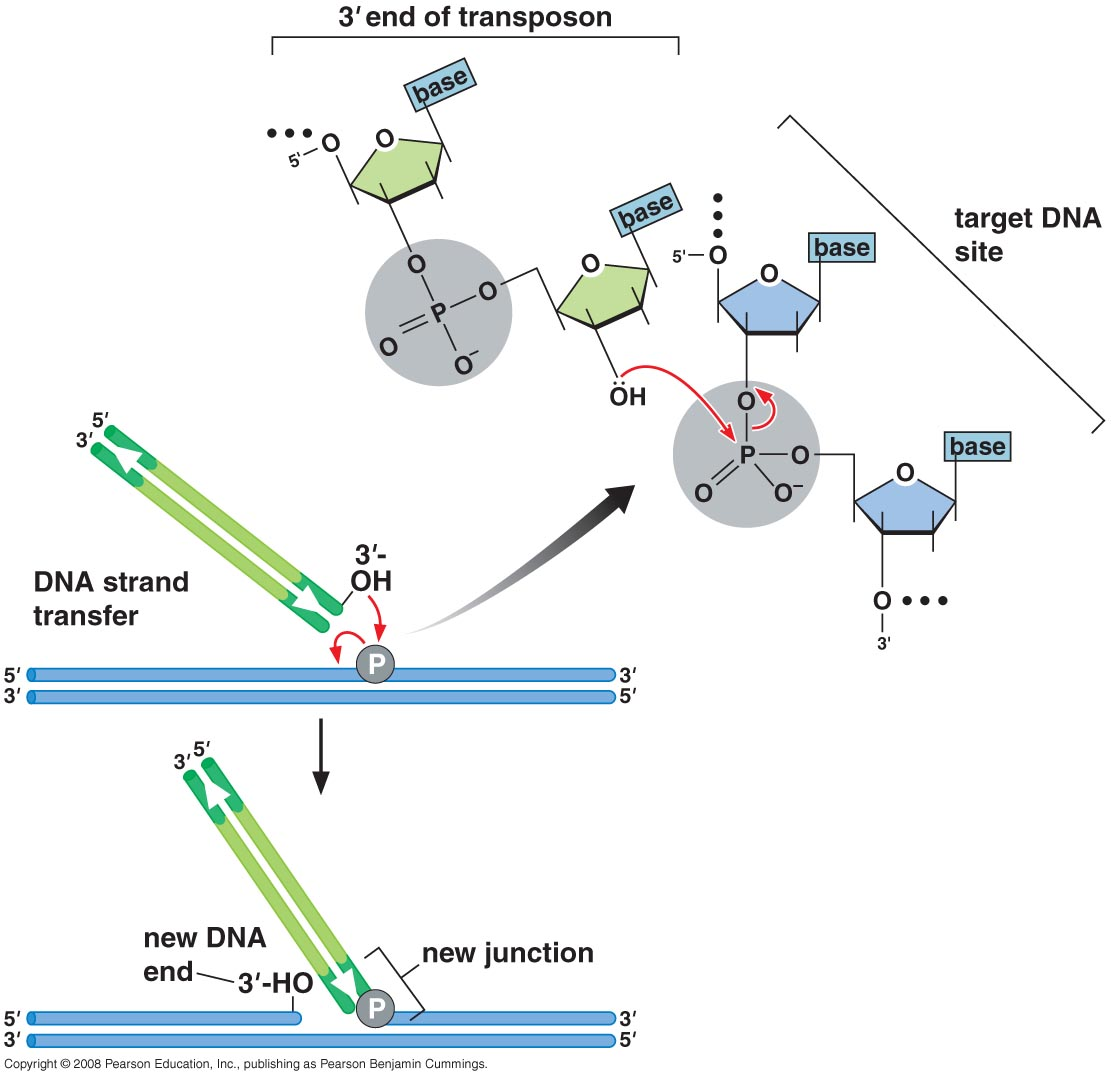 3′ end of transposon
base
O
O
5′
base
O
P
O
O
O⁻
O
ÖH
5′
O
O
base
target DNA
site
O
P
O
O
O⁻
O
base
O
3′
5′
3′
3′-
OH
DNA strand
transfer
P
5′
3′
3′
5′
3′
5′
new DNA
end
3′-HO
new junction
P
5′
3′
3′
5′
Copyright © 2008 Pearson Education, Inc., publishing as Pearson Benjamin Cummings.